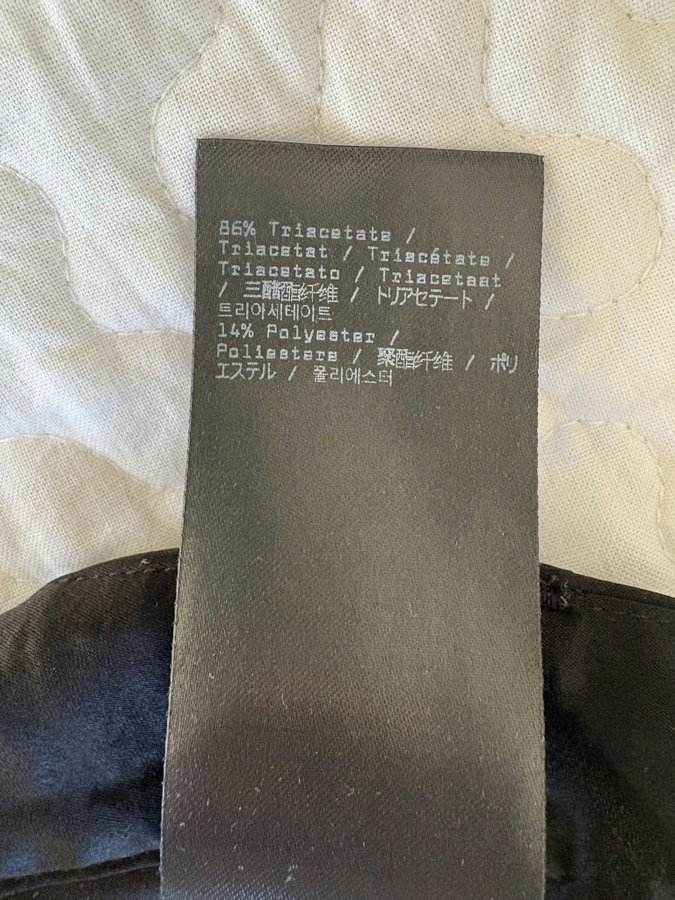 86% Triacetate /
Triacetat / Triacétate /
Triacetato / Triacetaat
/ 三醋酯纤维 / トリアセテート /
트리아세테이트
14% Polyester /
Poliestere / 聚酯纤维 / ポリ
エステル / 폴리에스터